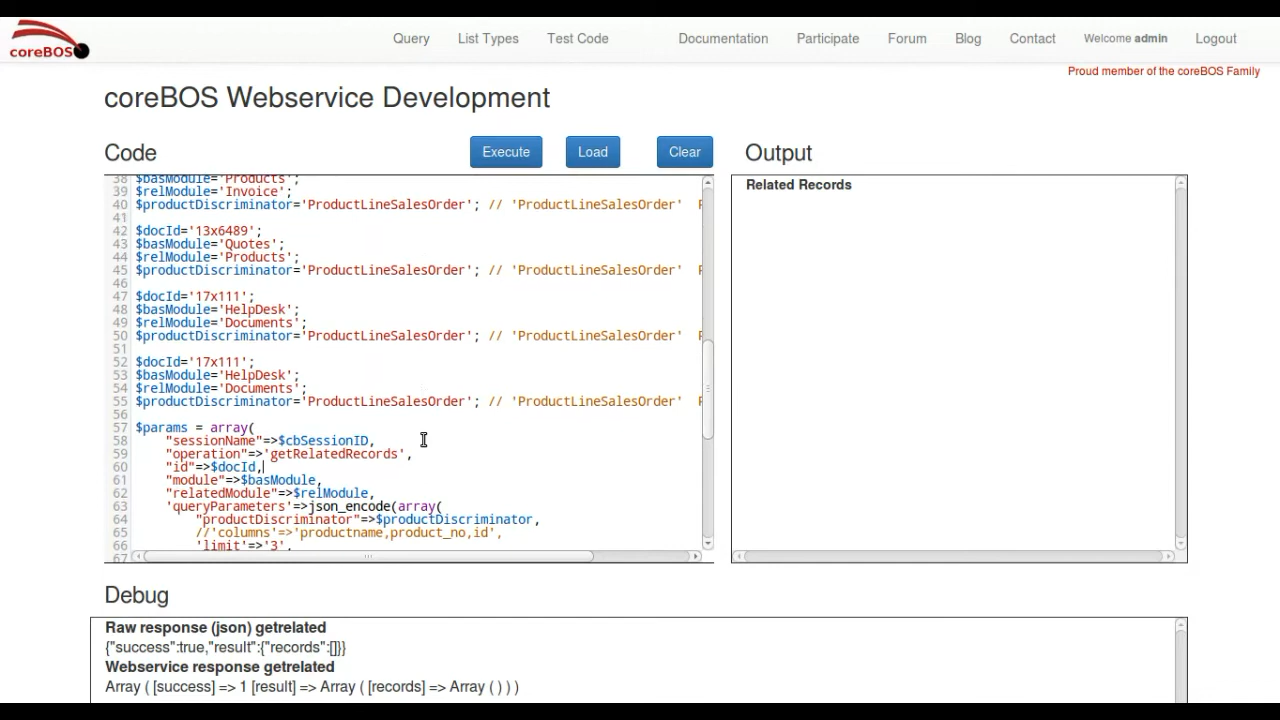 coreBOS
Query List Types Test Code Documentation Participate Forum Blog Contact Welcome admin Logout
Proud member of the coreBOS Family
coreBOS Webservice Development
Code Execute Load Clear Output
38 $basModule='Products';
39 $relModule='Invoice';
40 $productDiscriminator='ProductLineSalesOrder'; // 'ProductLineSalesOrder'
41
42 $docId='13x6489';
43 $basModule='Quotes';
44 $relModule='Products';
45 $productDiscriminator='ProductLineSalesOrder'; // 'ProductLineSalesOrder'
46
47 $docId='17x111';
48 $basModule='HelpDesk';
49 $relModule='Documents';
50 $productDiscriminator='ProductLineSalesOrder'; // 'ProductLineSalesOrder'
51
52 $docId='17x111';
53 $basModule='HelpDesk';
54 $relModule='Documents';
55 $productDiscriminator='ProductLineSalesOrder'; // 'ProductLineSalesOrder'
56
57 $params = array(
58 "sessionName"=>$cbSessionID,
59 "operation"=>'getRelatedRecords',
60 "id"=>$docId,
61 "module"=>$basModule,
62 "relatedModule"=>$relModule,
63 'queryParameters'=>json_encode(array(
64 "productDiscriminator"=>$productDiscriminator,
65 //'columns'=>'productname,product_no,id',
66 'limit'=>'3',
67
Related Records
Debug
Raw response (json) getrelated
{"success":true,"result":{"records":[]}}
Webservice response getrelated
Array ( [success] => 1 [result] => Array ( [records] => Array ( ) ) )